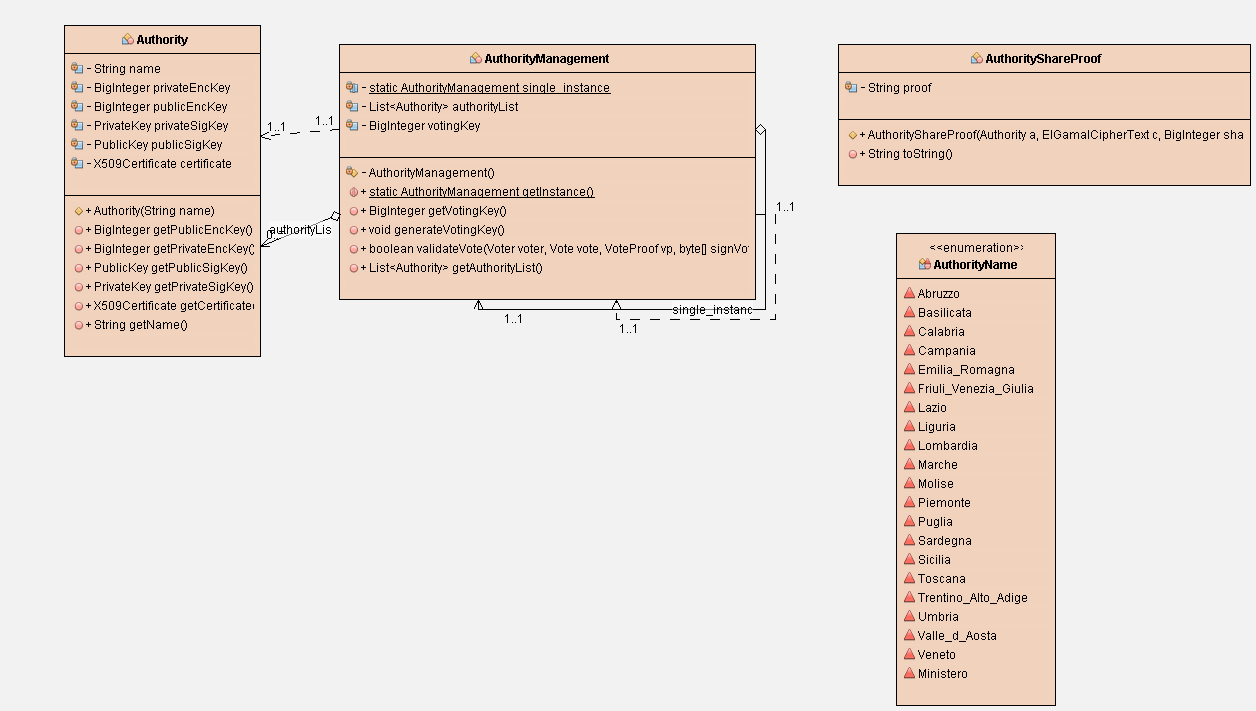 Authority
- String name
- BigInteger privateEncKey
- BigInteger publicEncKey
- PrivateKey privateSigKey
- PublicKey publicSigKey
- X509Certificate certificate
+ Authority(String name)
+ BigInteger getPublicEncKey()
+ BigInteger getPrivateEncKey()
+ PublicKey getPublicSigKey()
+ PrivateKey getPrivateSigKey()
+ X509Certificate getCertificate(
+ String getName()
1..1
1..1
0..
authorityLis
AuthorityManagement
- static AuthorityManagement single_instance
- List<Authority> authorityList
- BigInteger votingKey
- AuthorityManagement()
+ static AuthorityManagement getInstance()
+ BigInteger getVotingKey()
+ void generateVotingKey()
+ boolean validateVote(Voter voter, Vote vote, VoteProof vp, byte[] signVo
+ List<Authority> getAuthorityList()
1..1
single_instanc
1..1
1..1
AuthorityShareProof
- String proof
+ AuthorityShareProof(Authority a, ElGamalCipherText c, BigInteger sha
+ String toString()
<<enumeration>>
AuthorityName
Abruzzo
Basilicata
Calabria
Campania
Emilia_Romagna
Friuli_Venezia_Giulia
Lazio
Liguria
Lombardia
Marche
Molise
Piemonte
Puglia
Sardegna
Sicilia
Toscana
Trentino_Alto_Adige
Umbria
Valle_d_Aosta
Veneto
Ministero